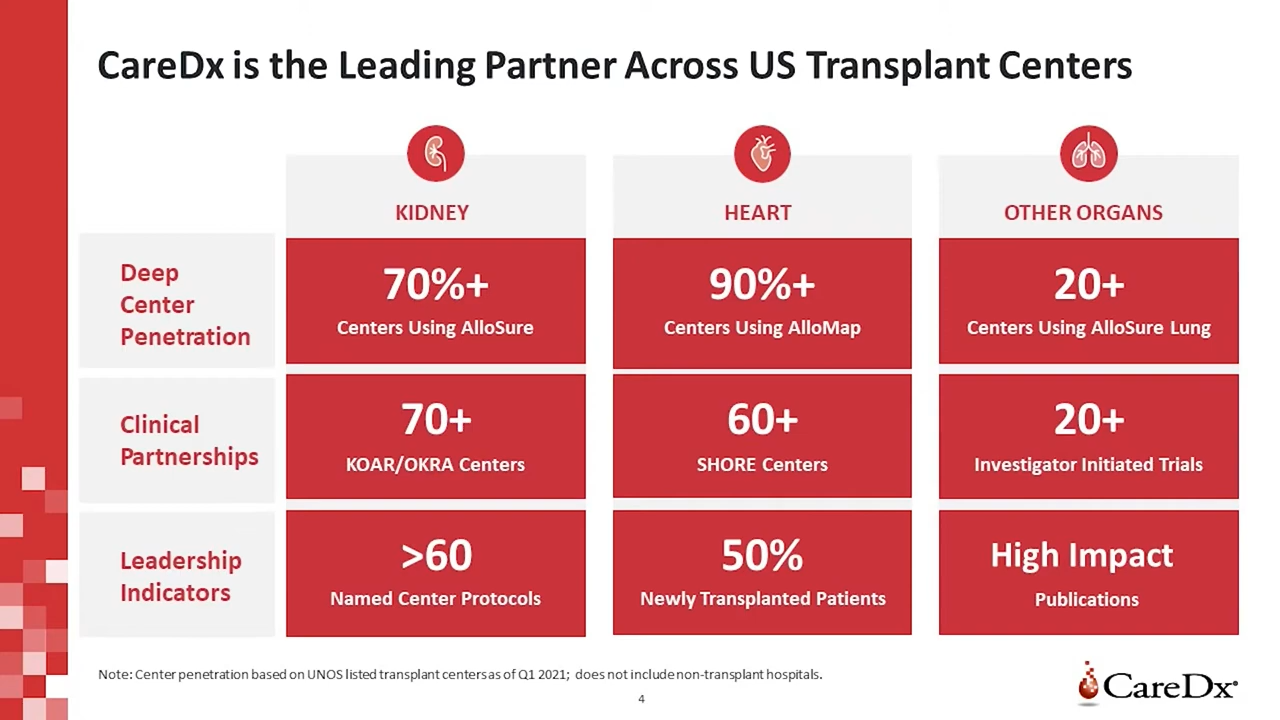 CareDx is the Leading Partner Across US Transplant Centers
KIDNEY
HEART
OTHER ORGANS
Deep
Center
Penetration
70%+
Centers Using AlloSure
90%+
Centers Using AlloMap
20+
Centers Using AlloSure Lung
Clinical
Partnerships
70+
KOAR/OKRA Centers
60+
SHORE Centers
20+
Investigator Initiated Trials
Leadership
Indicators
>60
Named Center Protocols
50%
Newly Transplanted Patients
High Impact
Publications
Note: Center penetration based on UNOS listed transplant centers as of Q1 2021; does not include non-transplant hospitals.
4
CareDx®